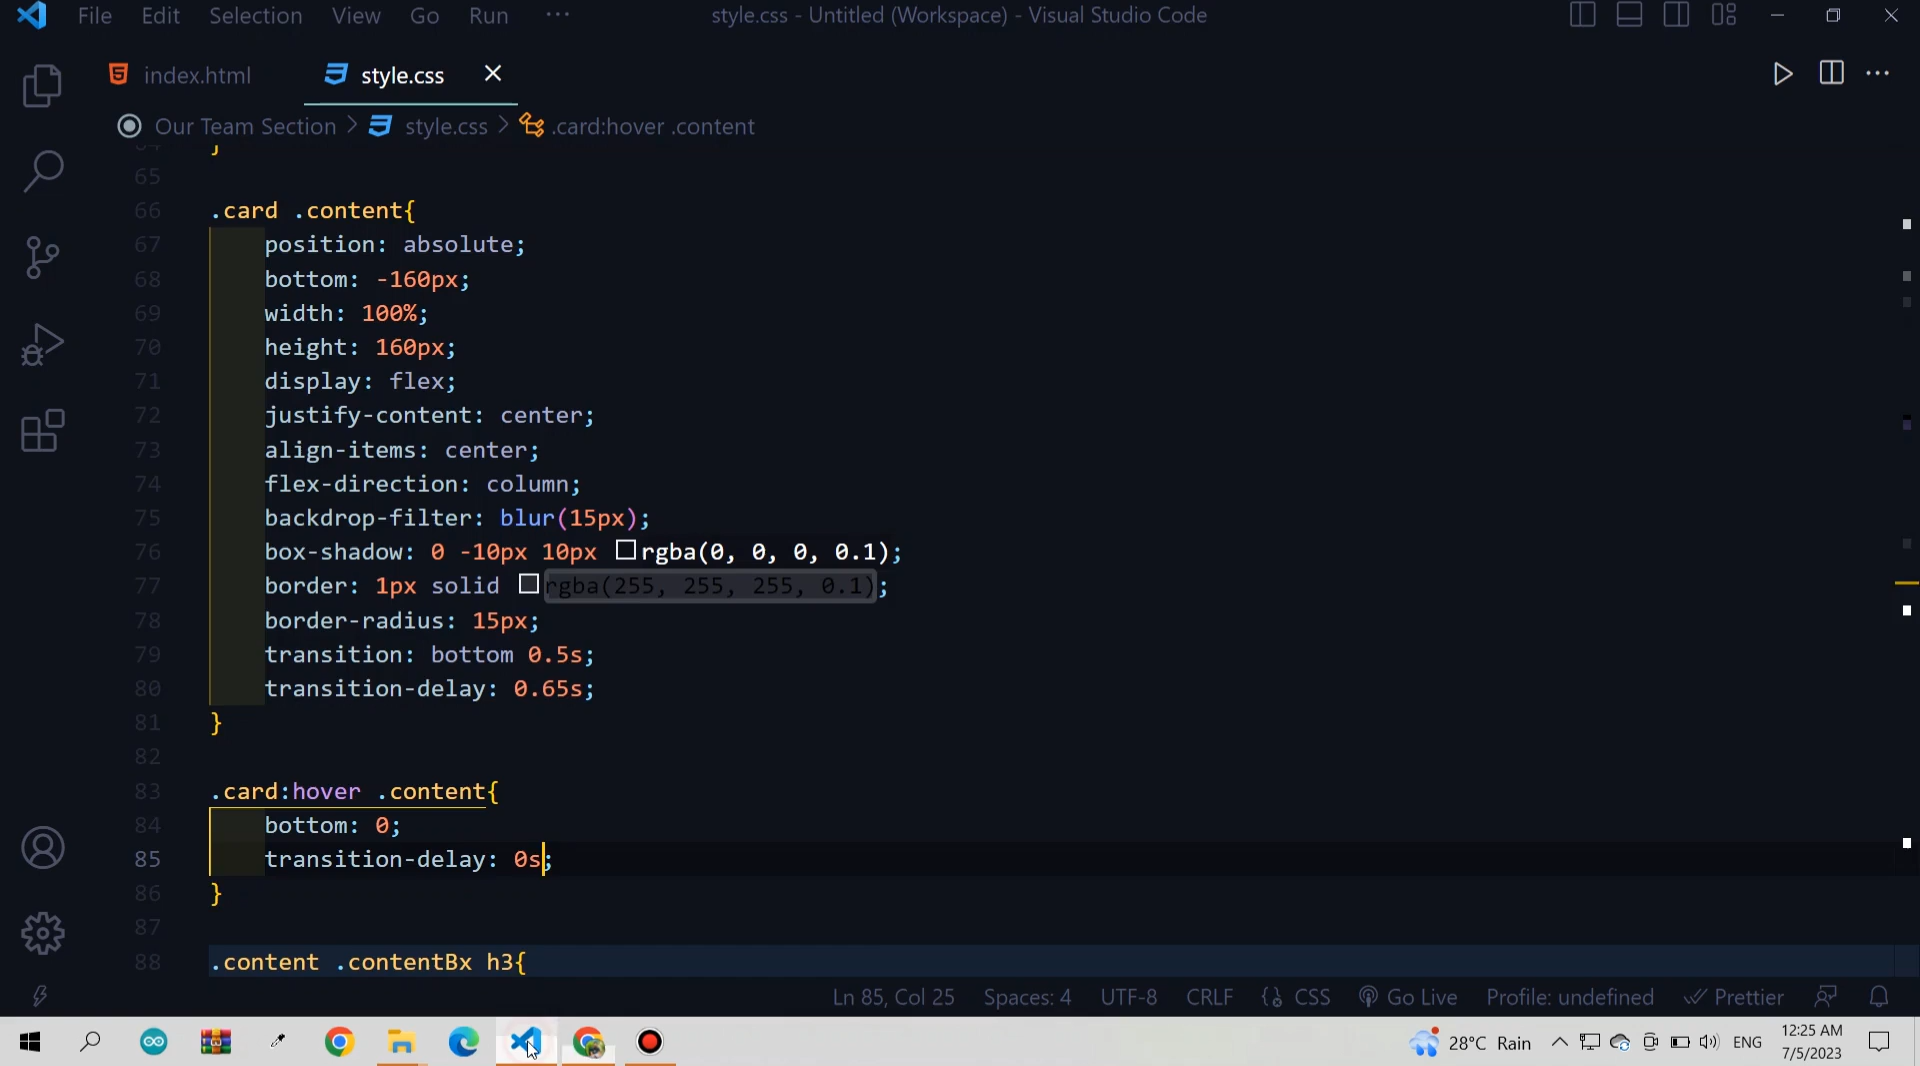 File Edit Selection View Go Run ··· style.css - Untitled (Workspace) - Visual Studio Code
index.html style.css
Our Team Section > style.css > .card:hover .content
64 }
65
66 .card .content{
67 position: absolute;
68 bottom: -160px;
69 width: 100%;
70 height: 160px;
71 display: flex;
72 justify-content: center;
73 align-items: center;
74 flex-direction: column;
75 backdrop-filter: blur(15px);
76 box-shadow: 0 -10px 10px rgba(0, 0, 0, 0.1);
77 border: 1px solid rgba(255, 255, 255, 0.1);
78 border-radius: 15px;
79 transition: bottom 0.5s;
80 transition-delay: 0.65s;
81 }
82
83 .card:hover .content{
84 bottom: 0;
85 transition-delay: 0s;
86 }
87
88 .content .contentBx h3{
Ln 85, Col 25 Spaces: 4 UTF-8 CRLF CSS Go Live Profile: undefined Prettier
28°C Rain ENG 12:25 AM
7/5/2023